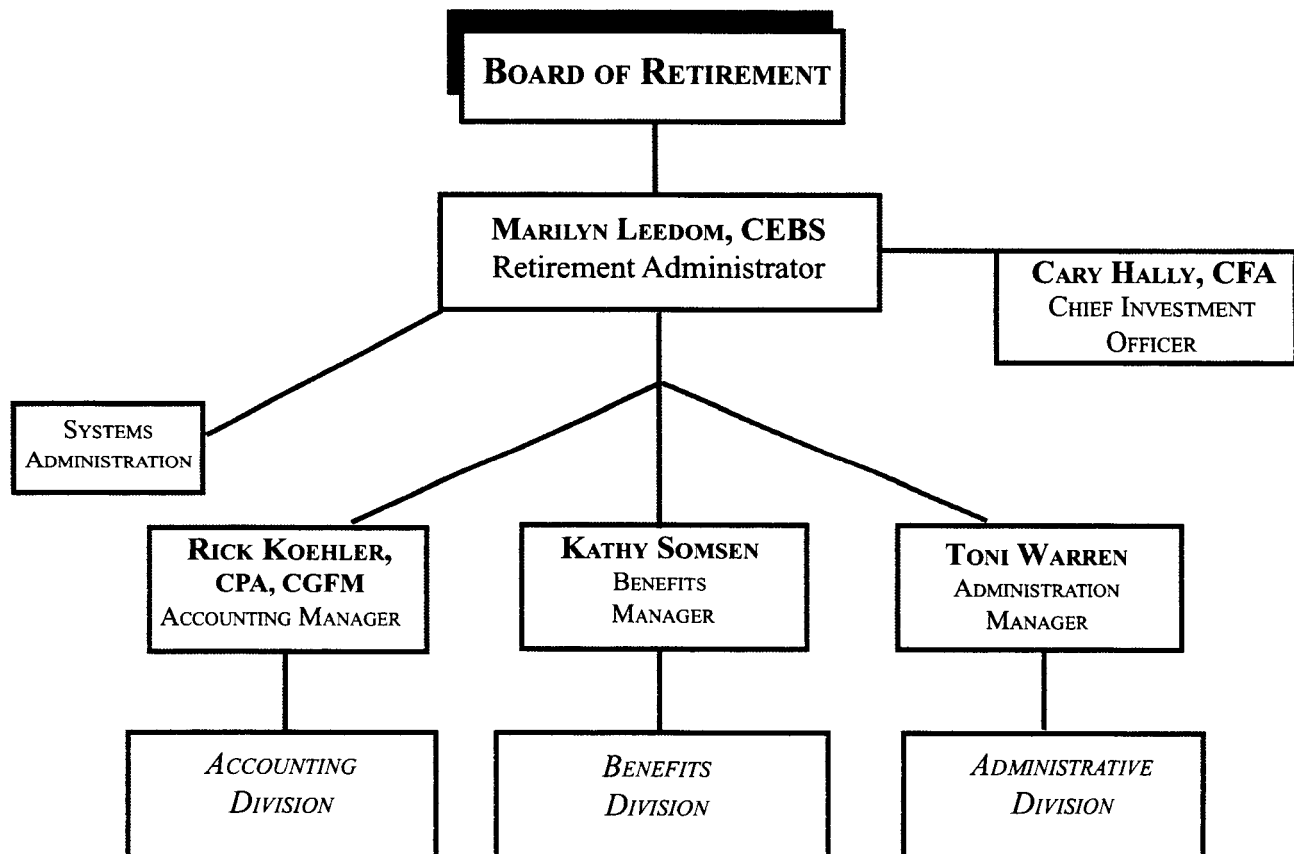 BOARD OF RETIREMENT
MARILYN LEEDOM, CEBS
Retirement Administrator
CARY HALLY, CFA
CHIEF INVESTMENT
OFFICER
SYSTEMS
ADMINISTRATION
RICK KOEHLER,
CPA, CGFM
ACCOUNTING MANAGER
KATHY SOMSEN
BENEFITS
MANAGER
TONI WARREN
ADMINISTRATION
MANAGER
ACCOUNTING
DIVISION
BENEFITS
DIVISION
ADMINISTRATIVE
DIVISION